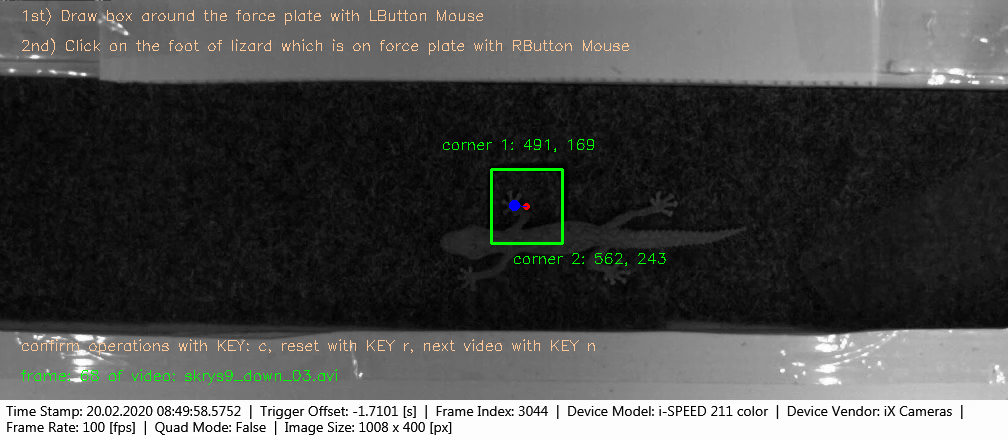 1st) Draw box around the force plate with LButton Mouse
2nd) Click on the foot of lizard which is on force plate with RButton Mouse
corner 1: 491, 169
corner 2: 562, 243
confirm operations with KEY: c, reset with KEY r, next video with KEY n
frame: of video: skrys9_down_03.avi
Time Stamp: 20.02.2020 08:49:58.5752 | Trigger Offset: -1.7101 [s] | Frame Index: 3044 | Device Model: i-SPEED 211 color | Device Vendor: iX Cameras |
Frame Rate: 100 [fps] | Quad Mode: False | Image Size: 1008 x 400 [px]